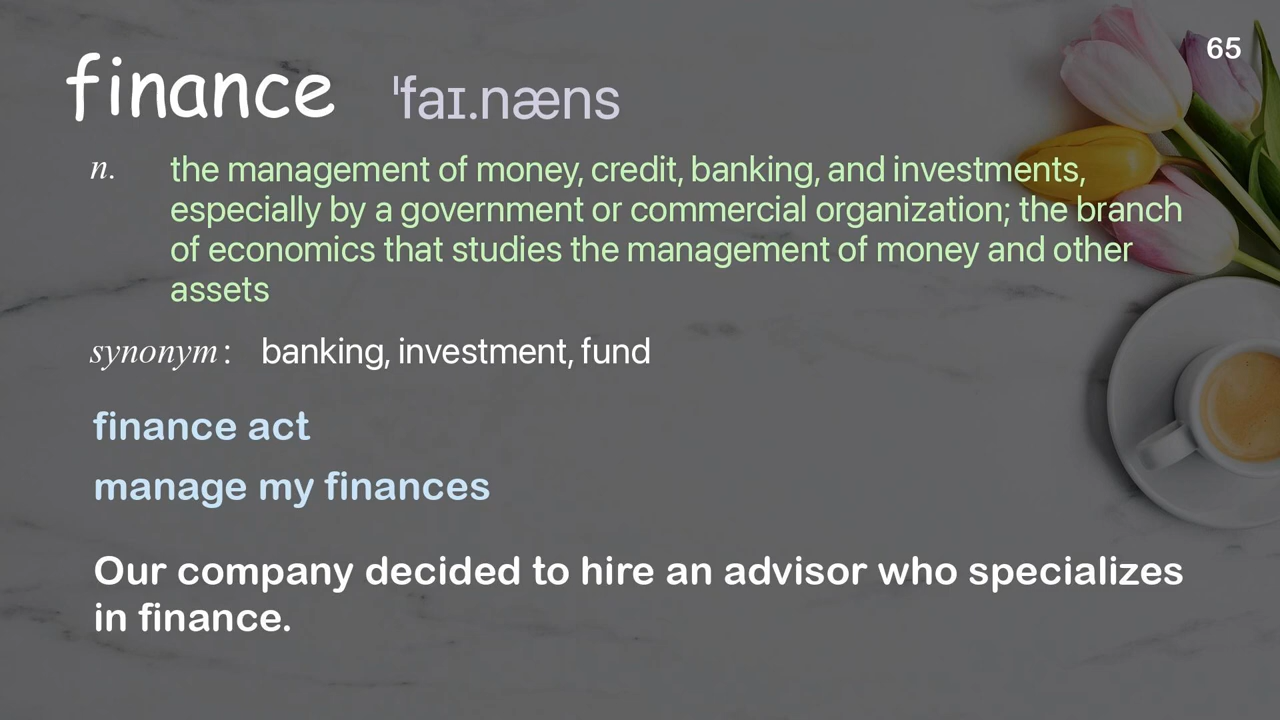 65
finance ˈfaɪ.næns
n. the management of money, credit, banking, and investments,
especially by a government or commercial organization; the branch
of economics that studies the management of money and other
assets
synonym: banking, investment, fund
finance act
manage my finances
Our company decided to hire an advisor who specializes
in finance.